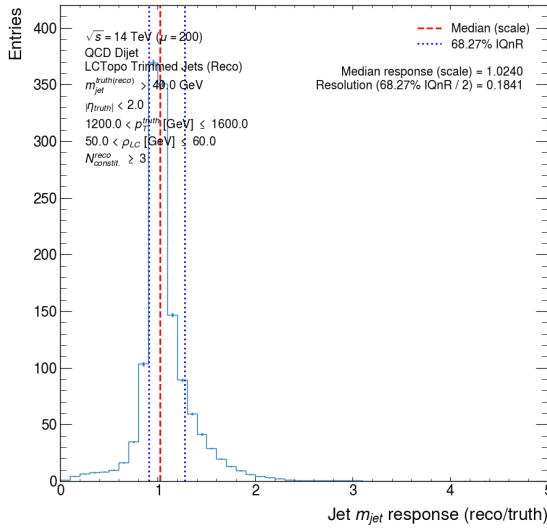 Entries
400
350
300
250
200
150
100
50
0
√s = 14 TeV (μ = 200)
QCD Dijet
LCTopo Trimmed Jets (Reco)
m_jet^truth(reco) > 40.0 GeV
|η_truth| < 2.0
1200.0 < p_T^truth [GeV] ≤ 1600.0
50.0 < ρ_LC [GeV] ≤ 60.0
N_constit.^reco ≥ 3
Median (scale)
68.27% IQnR
Median response (scale) = 1.0240
Resolution (68.27% IQnR / 2) = 0.1841
0 1 2 3 4 5
Jet m_jet response (reco/truth)